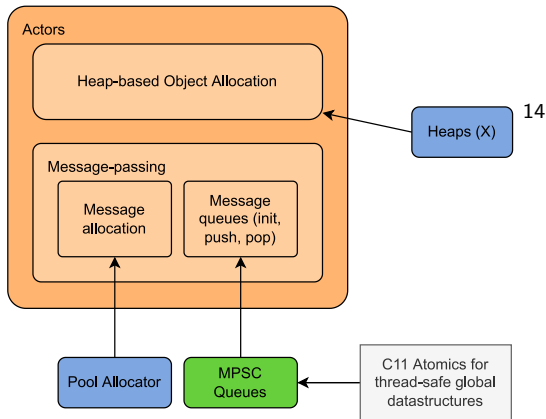 Actors
Heap-based Object Allocation
Heaps (X)
14
Message-passing
Message
allocation
Message
queues (init,
push, pop)
Pool Allocator
MPSC
Queues
C11 Atomics for
thread-safe global
datastructures